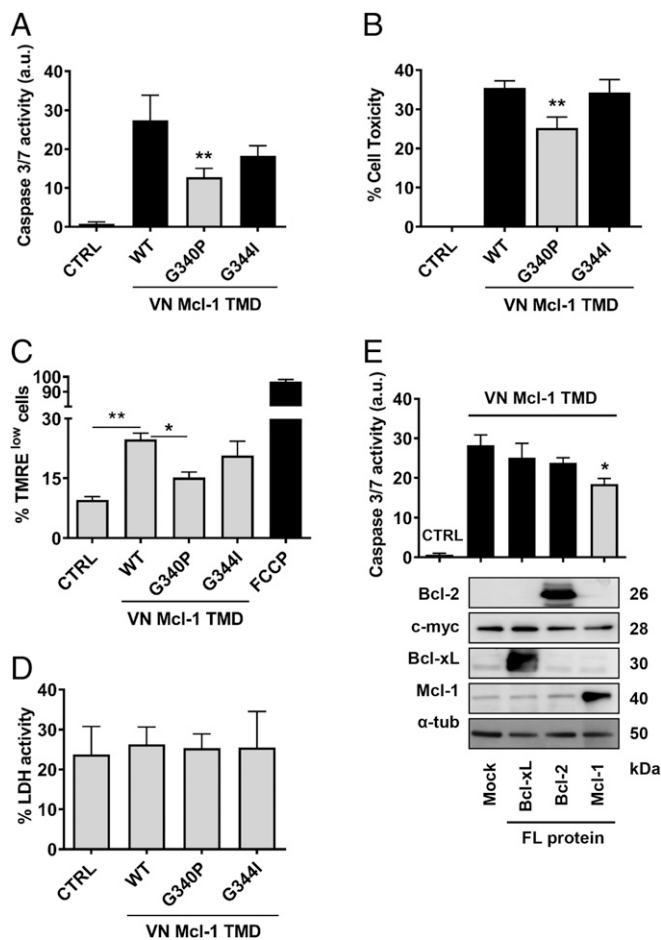 A
Caspase 3/7 activity (a.u.)
40
30
20
10
0
**
CTRL
WT
G340P
G344I
VN Mcl-1 TMD
B
% Cell Toxicity
40
30
20
10
0
**
CTRL
WT
G340P
G344I
VN Mcl-1 TMD
C
% TMRE low cells
100
90
30
15
0
**
*
CTRL
WT
G340P
G344I
FCCP
VN Mcl-1 TMD
D
% LDH activity
40
30
20
10
0
CTRL
WT
G340P
G344I
VN Mcl-1 TMD
E
VN Mcl-1 TMD
Caspase 3/7 activity (a.u.)
40
30
20
10
0
CTRL
*
Bcl-2 26
c-myc 28
Bcl-xL 30
Mcl-1 40
α-tub 50
kDa
Mock
Bcl-xL
Bcl-2
Mcl-1
FL protein